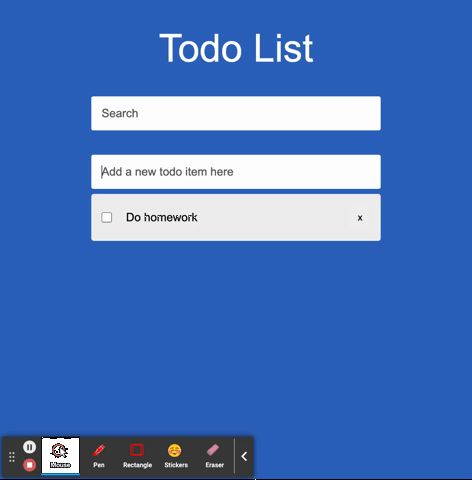 Todo List
Search
Add a new todo item here
Do homework x
Mouse Pen Rectangle Stickers Eraser